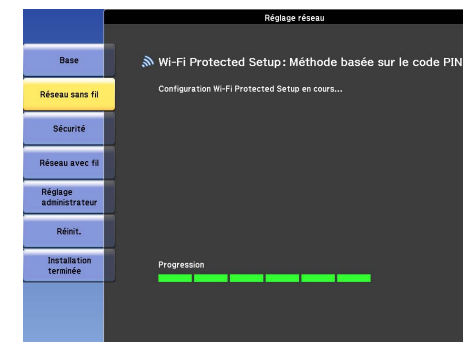 Réglage réseau
Base
Réseau sans fil
Sécurité
Réseau avec fil
Réglage
administrateur
Réinit.
Installation
terminée
Wi-Fi Protected Setup: Méthode basée sur le code PIN
Configuration Wi-Fi Protected Setup en cours...
Progression